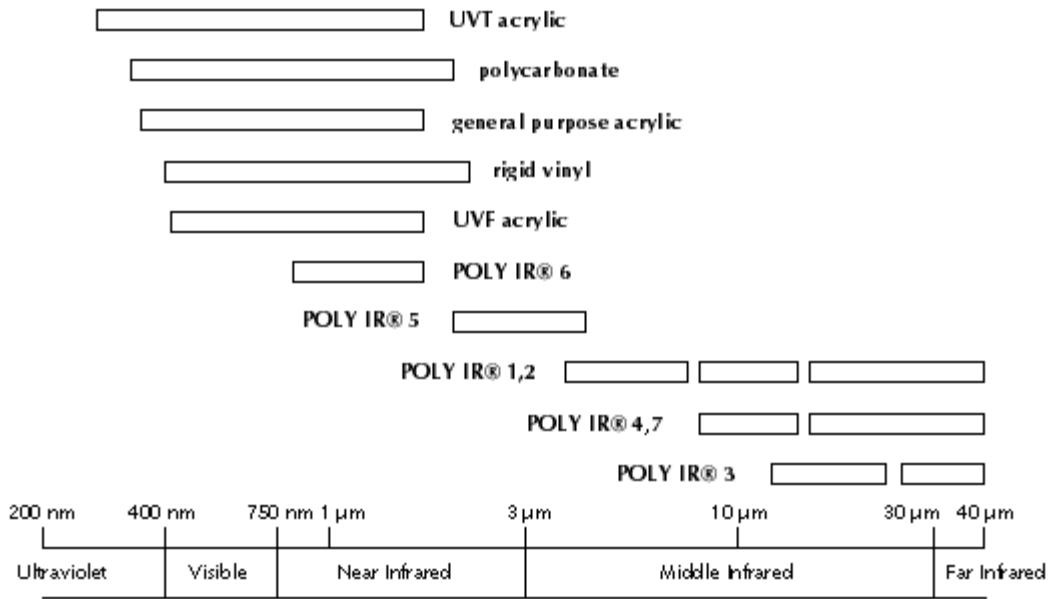 UVT acrylic
polycarbonate
general purpose acrylic
rigid vinyl
UVF acrylic
POLY IR® 6
POLY IR® 5
POLY IR® 1,2
POLY IR® 4,7
POLY IR® 3
200 nm 400 nm 750 nm 1 µm 3 µm 10 µm 30 µm 40 µm
Ultraviolet Visible Near Infrared Middle Infrared Far Infrared